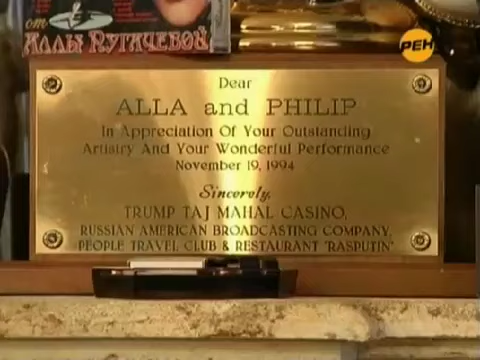 от
Аллы Пугачевой
РЕН
Dear
ALLA and PHILIP
In Appreciation Of Your Outstanding
Artistry And Your Wonderful Performance
November 19, 1994
Sincerely,
TRUMP TAJ MAHAL CASINO,
RUSSIAN AMERICAN BROADCASTING COMPANY,
PEOPLE TRAVEL CLUB & RESTAURANT "RASPUTIN"